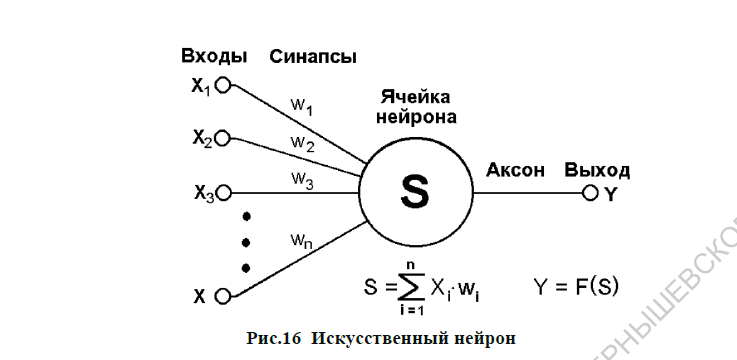 Входы Синапсы
X1 w1
Ячейка
нейрона
X2 w2
X3 w3
S
Аксон Выход
Y
X wn
S = n ∑ i=1 Xi·wi Y = F(S)
Рис.16 Искусственный нейрон
ЕРНЫШЕВСКО